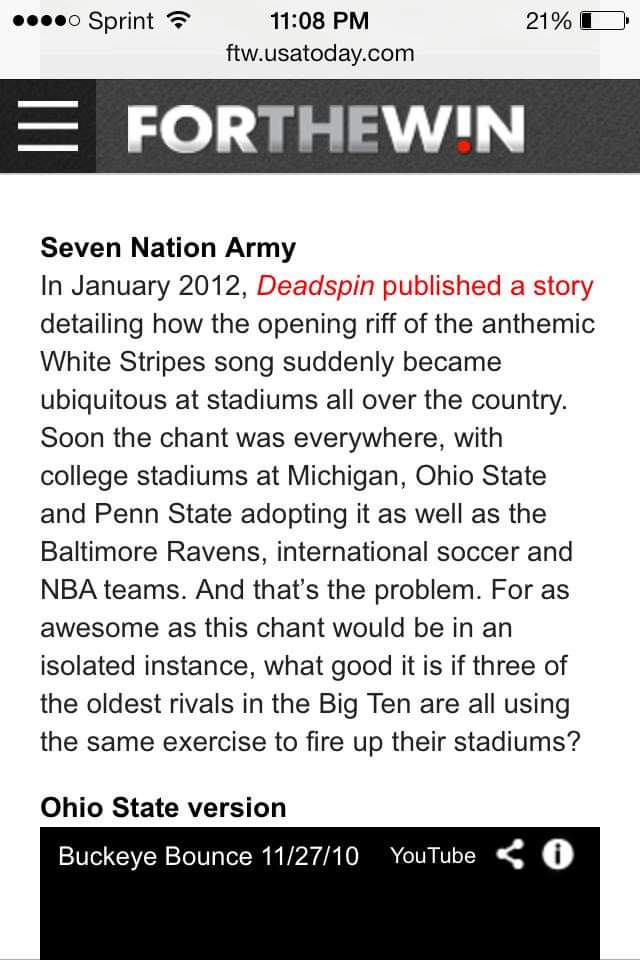 Sprint 11:08 PM 21%
ftw.usatoday.com
FORTHEW!N
Seven Nation Army
In January 2012, Deadspin published a story
detailing how the opening riff of the anthemic
White Stripes song suddenly became
ubiquitous at stadiums all over the country.
Soon the chant was everywhere, with
college stadiums at Michigan, Ohio State
and Penn State adopting it as well as the
Baltimore Ravens, international soccer and
NBA teams. And that’s the problem. For as
awesome as this chant would be in an
isolated instance, what good it is if three of
the oldest rivals in the Big Ten are all using
the same exercise to fire up their stadiums?
Ohio State version
Buckeye Bounce 11/27/10 YouTube